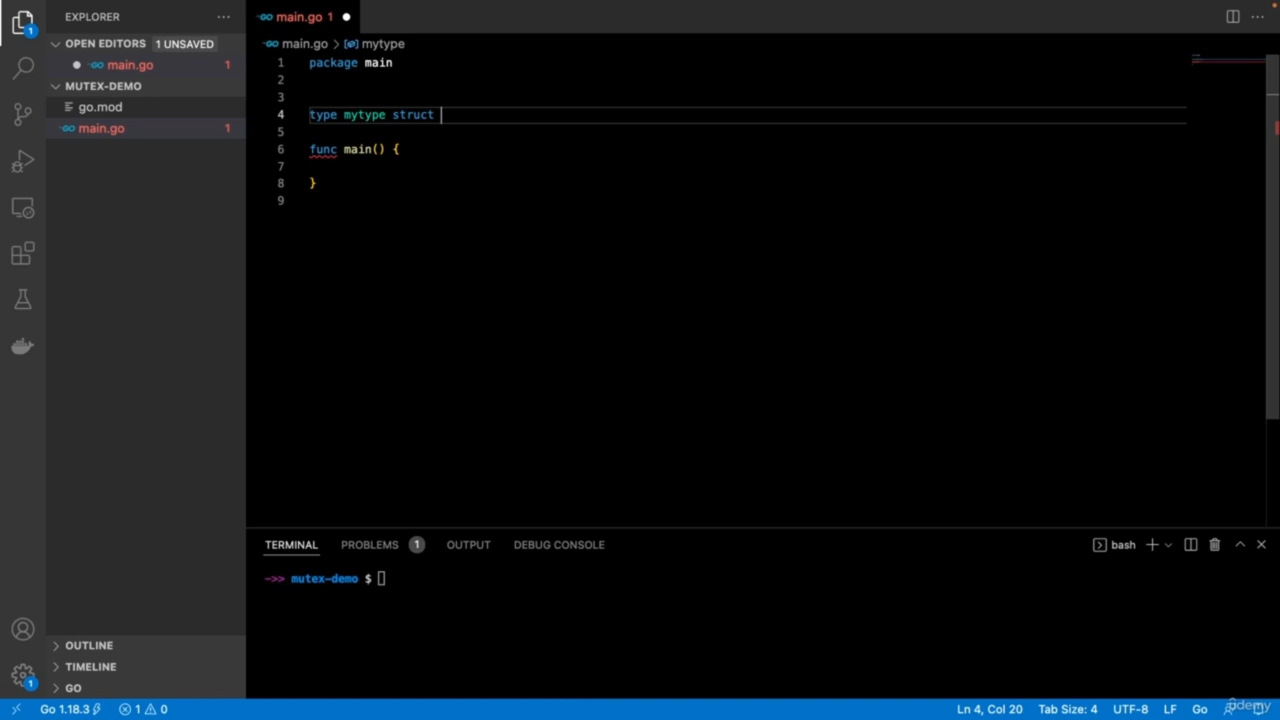 EXPLORER
main.go 1
OPEN EDITORS 1 UNSAVED
main.go 1
MUTEX-DEMO
go.mod
main.go 1
main.go > mytype
1 package main
2
3
4 type mytype struct
5
6 func main() {
7
8 }
9
TERMINAL PROBLEMS 1 OUTPUT DEBUG CONSOLE
bash
->> mutex-demo $
OUTLINE
TIMELINE
GO
1
1
Go 1.18.3
1 0
Ln 4, Col 20 Tab Size: 4 UTF-8 LF Go
udemy